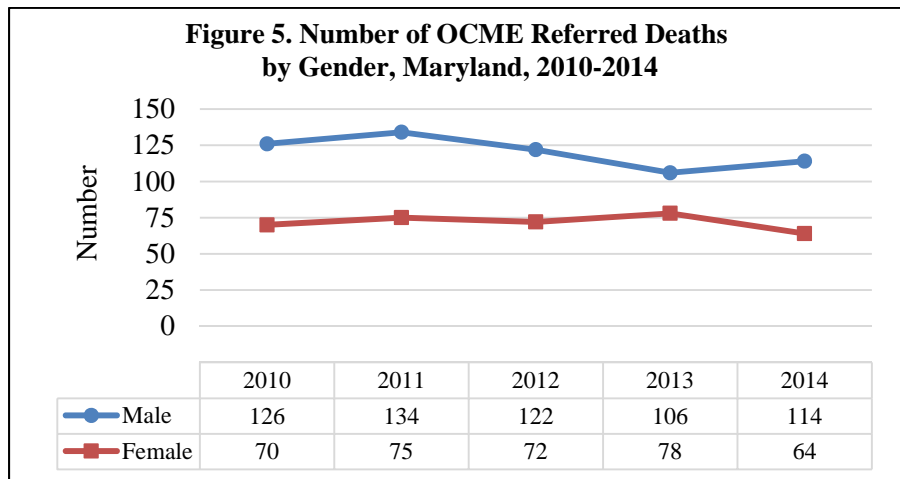 Figure 5. Number of OCME Referred Deaths
by Gender, Maryland, 2010-2014
Number
150
125
100
75
50
25
0
2010 2011 2012 2013 2014
Male 126 134 122 106 114
Female 70 75 72 78 64